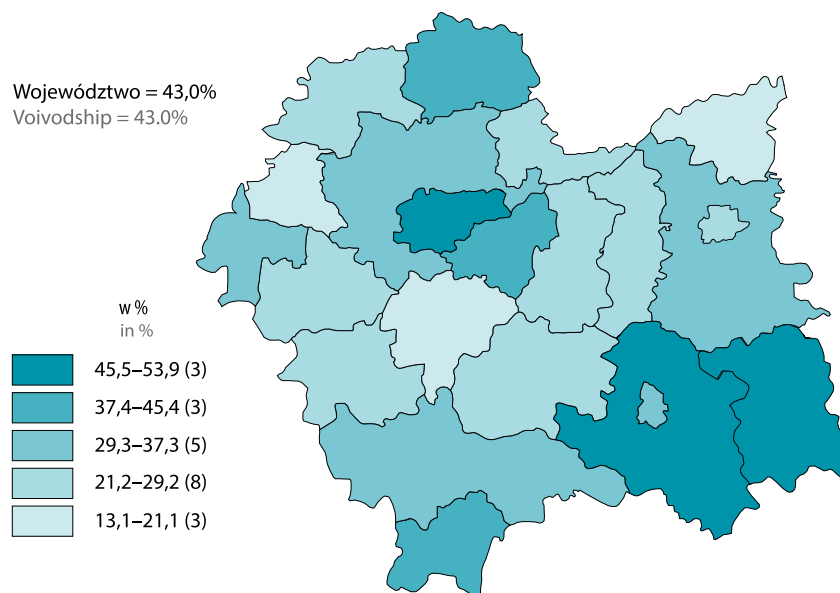 Województwo = 43,0%
Voivodship = 43.0%
w %
in %
45,5–53,9 (3)
37,4–45,4 (3)
29,3–37,3 (5)
21,2–29,2 (8)
13,1–21,1 (3)